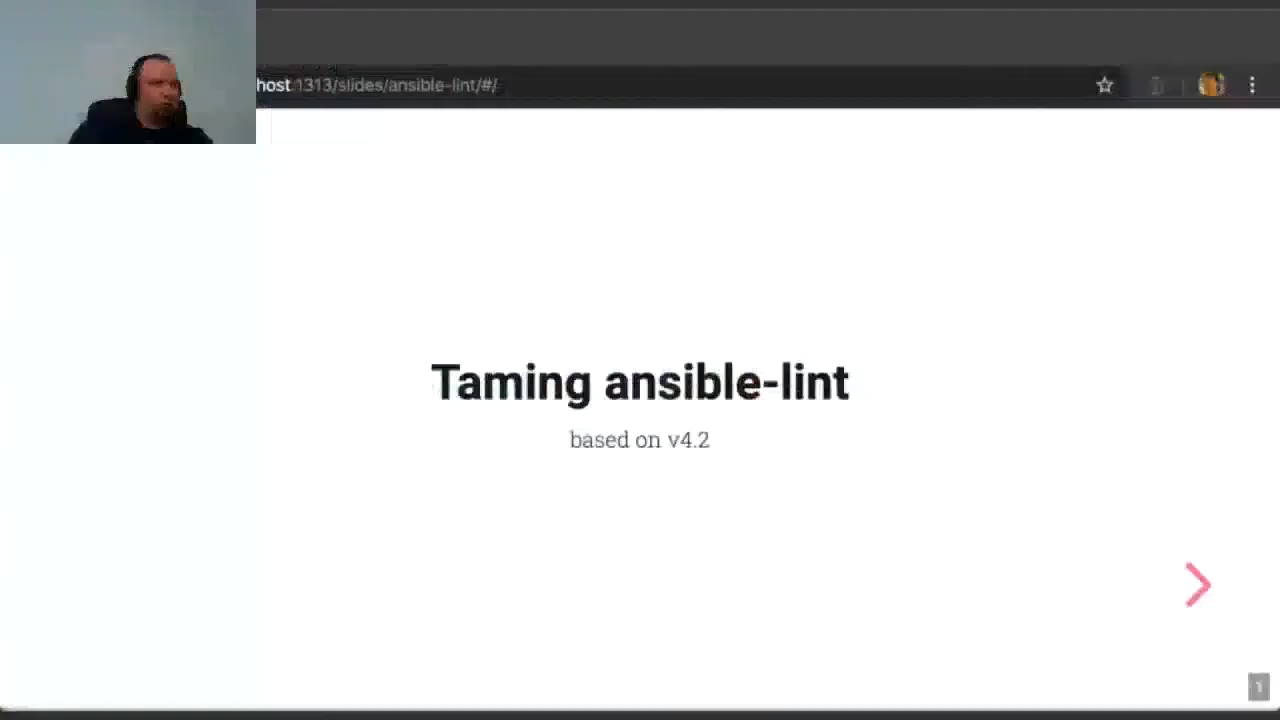 host:1313/slides/ansible-lint/#/
Taming ansible-lint
based on v4.2
1